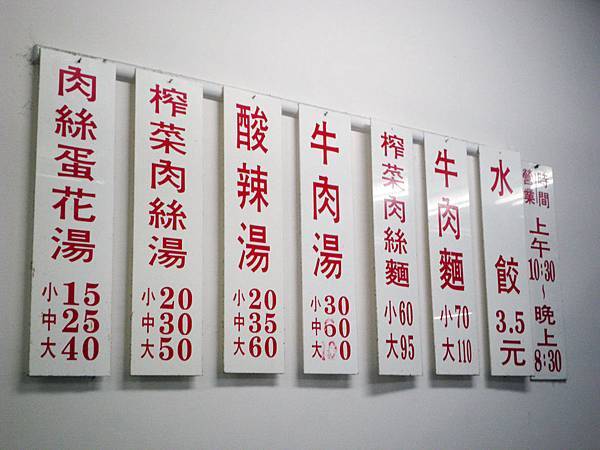 肉絲蛋花湯
小15
中25
大40
榨菜肉絲湯
小20
中30
大50
酸辣湯
小20
中35
大60
牛肉湯
小30
中60
大100
榨菜肉絲麵
小60
大95
牛肉麵
小70
大110
水餃
3.5
元
營業時間
上午
10:30
~
晚上
8:30